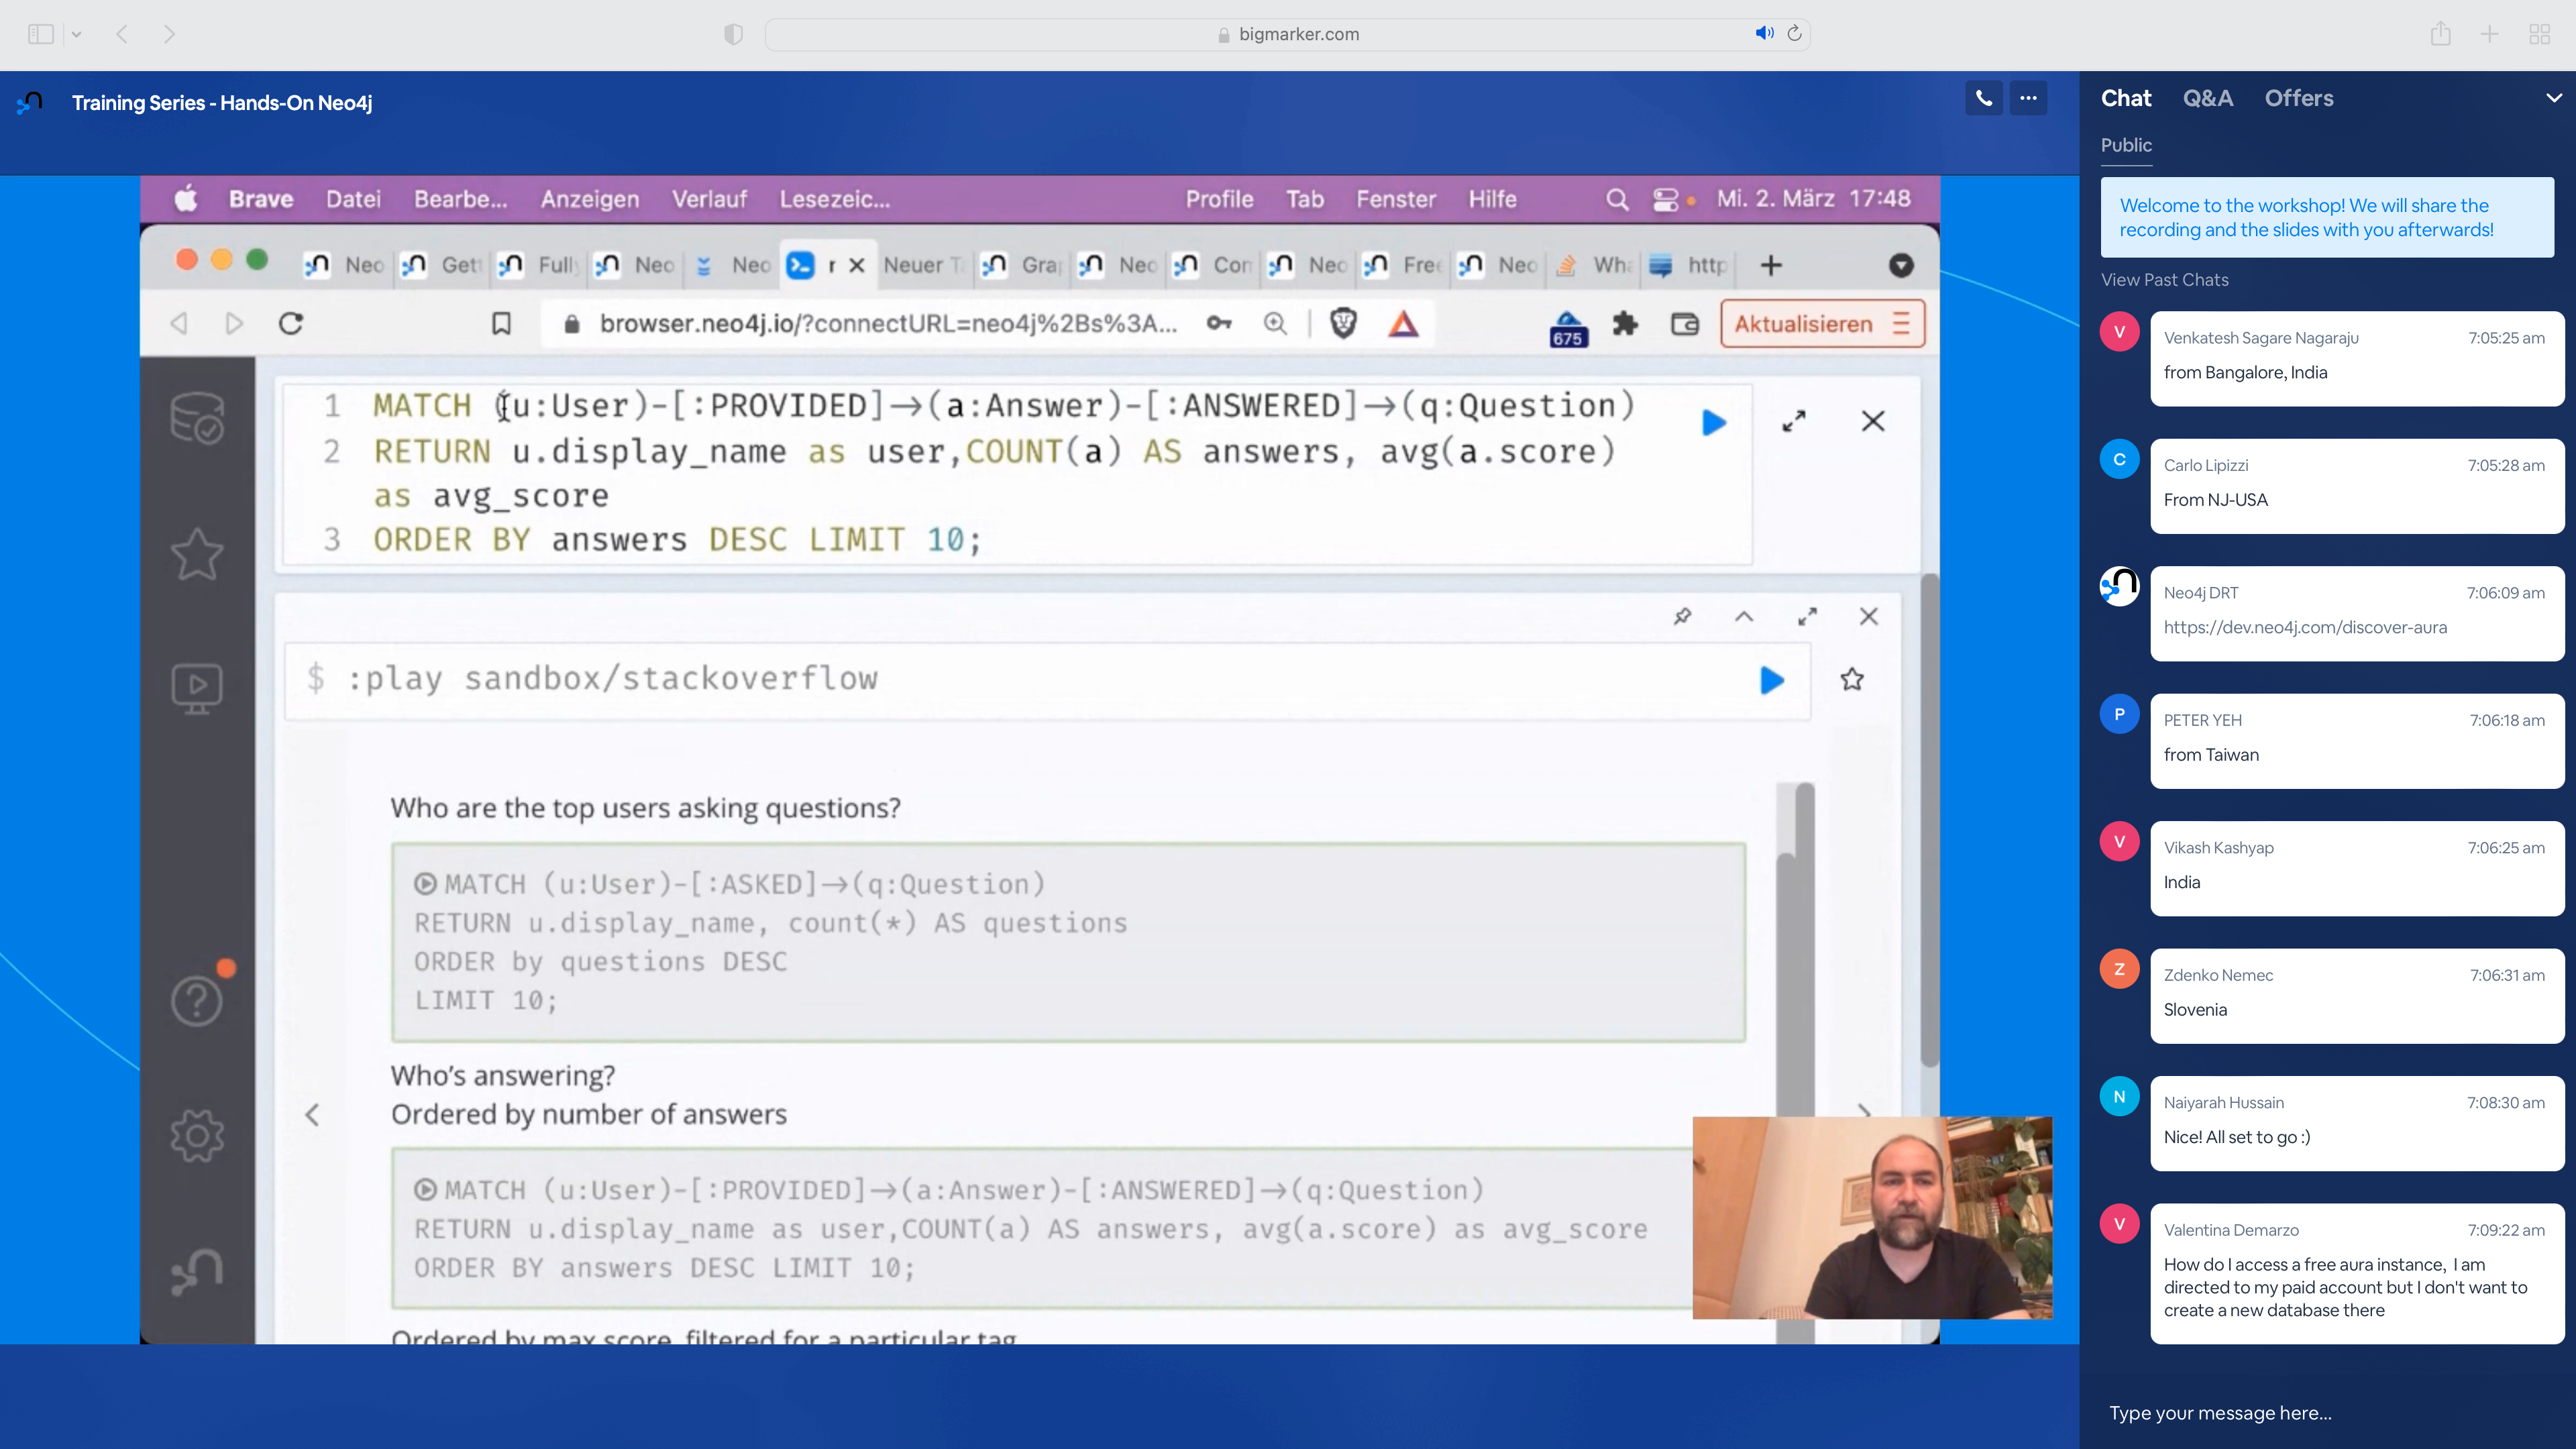 bigmarker.com
Training Series - Hands-On Neo4j
Brave Datei Bearbe... Anzeigen Verlauf Lesezeic... Profile Tab Fenster Hilfe Mi. 2. März 17:48
Neo Gett Fully Neo Neo r Neuer T Gra Neo Con Neo Free Neo Wha http
browser.neo4j.io/?connectURL=neo4j%2Bs%3A... 675 Aktualisieren
1 MATCH (u:User)-[:PROVIDED]→(a:Answer)-[:ANSWERED]→(q:Question)
2 RETURN u.display_name as user,COUNT(a) AS answers, avg(a.score)
as avg_score
3 ORDER BY answers DESC LIMIT 10;
$ :play sandbox/stackoverflow
Who are the top users asking questions?
MATCH (u:User)-[:ASKED]→(q:Question)
RETURN u.display_name, count(*) AS questions
ORDER by questions DESC
LIMIT 10;
Who's answering?
Ordered by number of answers
MATCH (u:User)-[:PROVIDED]→(a:Answer)-[:ANSWERED]→(q:Question)
RETURN u.display_name as user,COUNT(a) AS answers, avg(a.score) as avg_score
ORDER BY answers DESC LIMIT 10;
Ordered by max score, filtered for a particular tag
Chat Q&A Offers
Public
Welcome to the workshop! We will share the
recording and the slides with you afterwards!
View Past Chats
V Venkatesh Sagare Nagaraju 7:05:25 am
from Bangalore, India
C Carlo Lipizzi 7:05:28 am
From NJ-USA
Neo4j DRT 7:06:09 am
https://dev.neo4j.com/discover-aura
P PETER YEH 7:06:18 am
from Taiwan
V Vikash Kashyap 7:06:25 am
India
Z Zdenko Nemec 7:06:31 am
Slovenia
N Naiyarah Hussain 7:08:30 am
Nice! All set to go :)
V Valentina Demarzo 7:09:22 am
How do I access a free aura instance, I am
directed to my paid account but I don't want to
create a new database there
Type your message here...